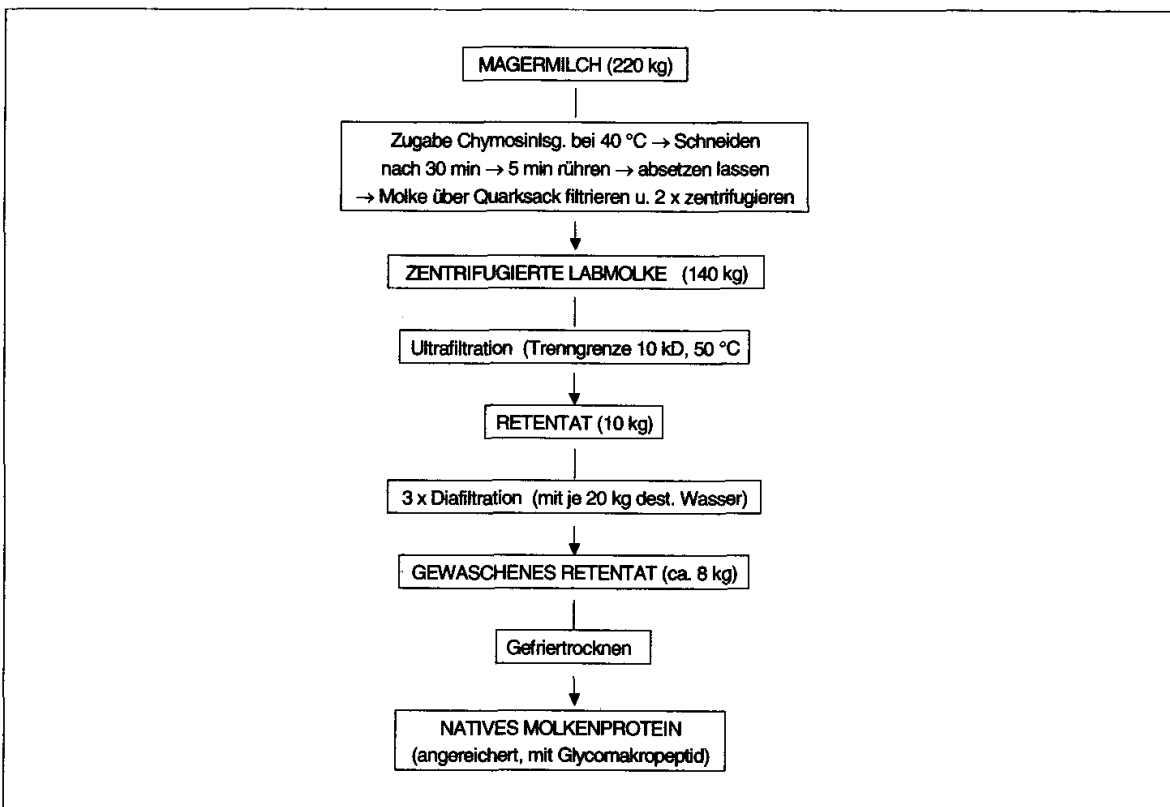 MAGERMILCH (220 kg)
Zugabe Chymosinlsg. bei 40 °C → Schneiden
nach 30 min → 5 min rühren → absetzen lassen
→ Molke über Quarksack filtrieren u. 2 x zentrifugieren
ZENTRIFUGIERTE LABMOLKE (140 kg)
Ultrafiltration (Trenngrenze 10 kD, 50 °C
RETENTAT (10 kg)
3 x Diafiltration (mit je 20 kg dest. Wasser)
GEWASCHENES RETENTAT (ca. 8 kg)
Gefriertrocknen
NATIVES MOLKENPROTEIN
(angereichert, mit Glycomakropeptid)